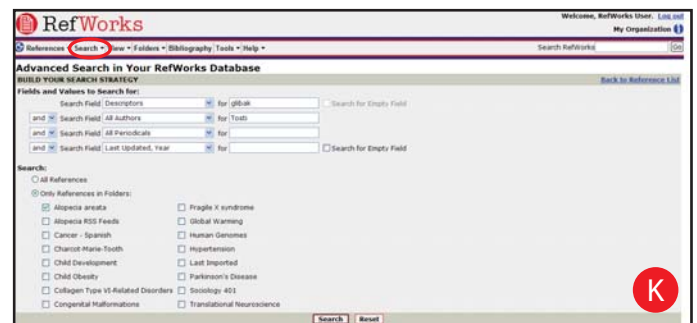 Welcome, RefWorks User. Log out
RefWorks
My Organization
References Search View Folders Bibliography Tools Help Search RefWorks Go
Advanced Search in Your RefWorks Database
BUILD YOUR SEARCH STRATEGY Back to Reference List
Fields and Values to Search for:
Search Field Descriptors for glibak Search for Empty Field
and Search Field All Authors for Tosti
and Search Field All Periodicals for
and Search Field Last Updated, Year for Search for Empty Field
Search:
All References
Only References in Folders:
Alopecia areata Fragile X syndrome
Alopecia RSS Feeds Global Warming
Cancer - Spanish Human Genomes
Charcot-Marie-Tooth Hypertension
Child Development Last Imported
Child Obesity Parkinson's Disease
Collagen Type VI-Related Disorders Sociology 401
Congenital Malformations Translational Neuroscience
Search Reset
K